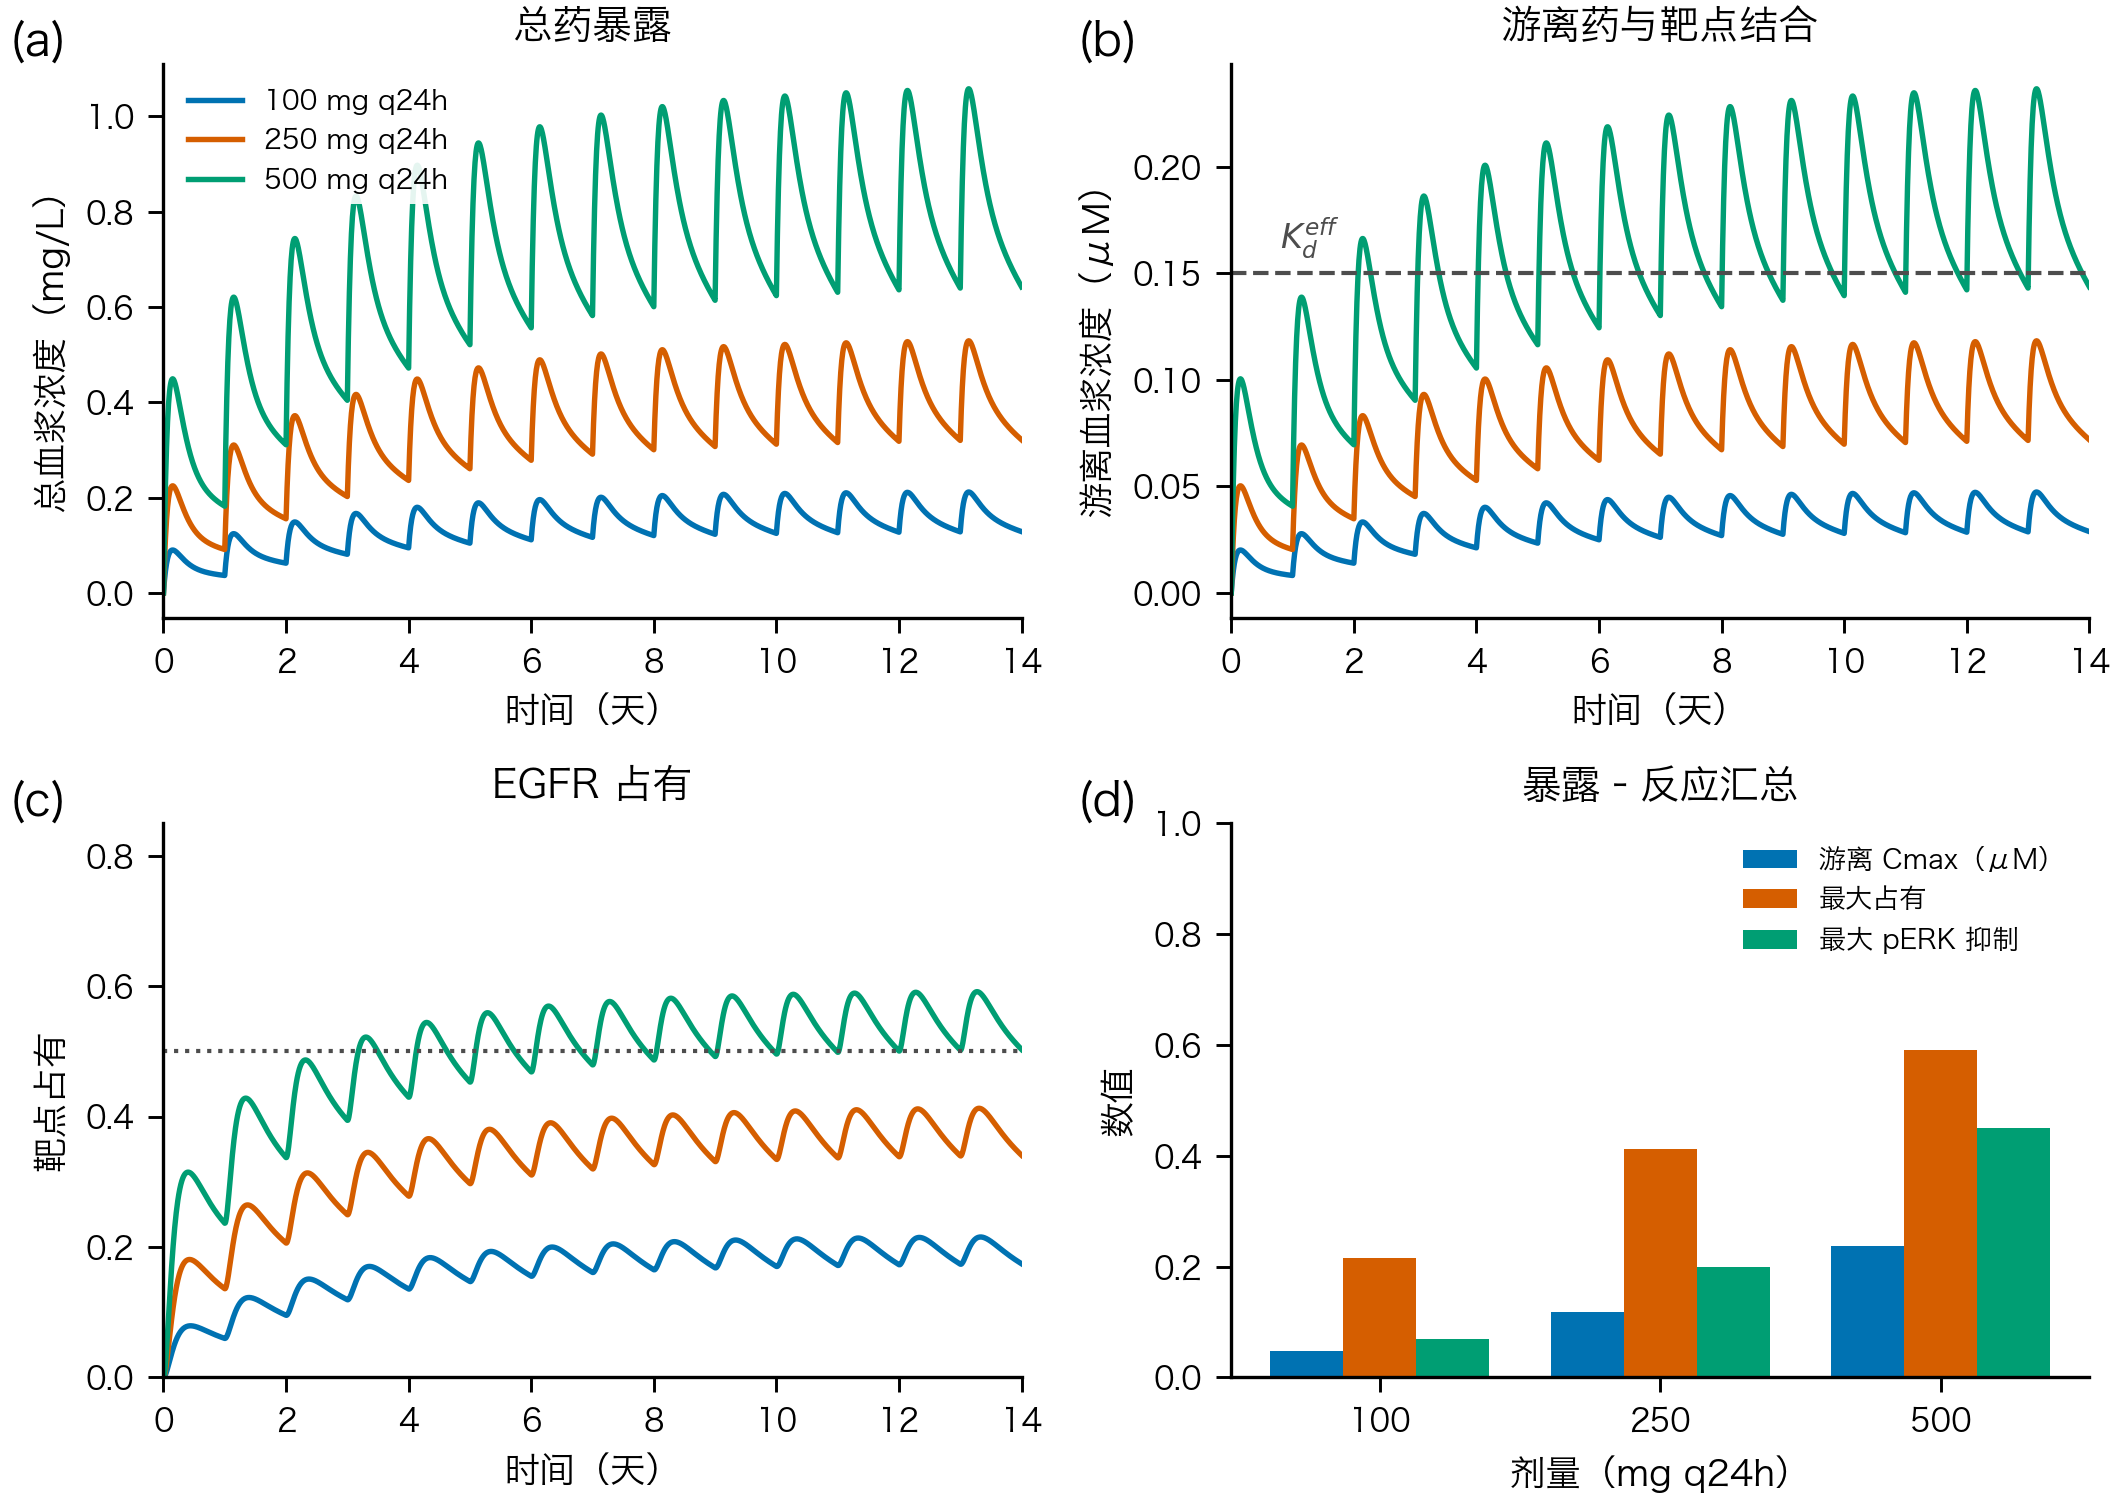 (a)
总药暴露
100 mg q24h
250 mg q24h
500 mg q24h
总血浆浓度（mg/L）
1.0
0.8
0.6
0.4
0.2
0.0
0 2 4 6 8 10 12 14
时间（天）
(b)
游离药与靶点结合
K_d^eff
游离血浆浓度（μM）
0.20
0.15
0.10
0.05
0.00
0 2 4 6 8 10 12 14
时间（天）
(c)
EGFR 占有
靶点占有
0.8
0.6
0.4
0.2
0.0
0 2 4 6 8 10 12 14
时间（天）
(d)
暴露 - 反应汇总
游离 Cmax（μM）
最大占有
最大 pERK 抑制
数值
1.0
0.8
0.6
0.4
0.2
0.0
100 250 500
剂量（mg q24h）